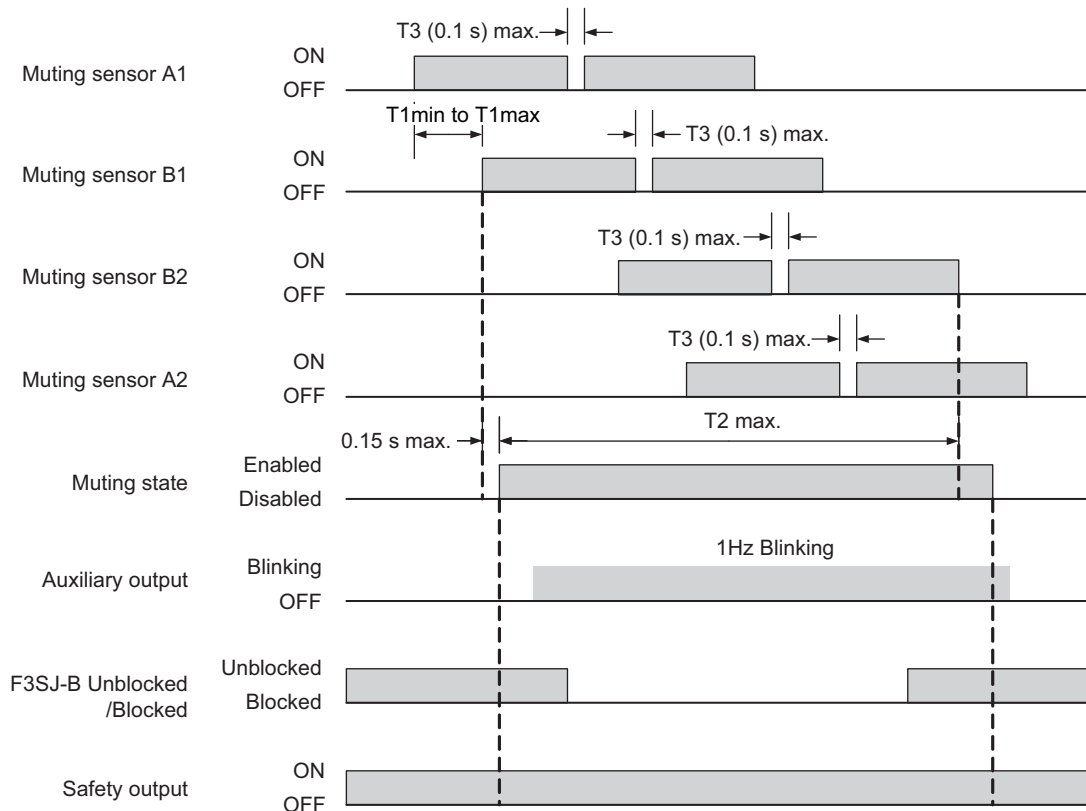 T3 (0.1 s) max.
ON
Muting sensor A1
OFF
T1min to T1max
T3 (0.1 s) max.
ON
Muting sensor B1
OFF
T3 (0.1 s) max.
ON
Muting sensor B2
OFF
T3 (0.1 s) max.
ON
Muting sensor A2
OFF
T2 max.
0.15 s max.
Enabled
Muting state
Disabled
1Hz Blinking
Blinking
Auxiliary output
OFF
Unblocked
F3SJ-B Unblocked
/Blocked
Blocked
ON
Safety output
OFF